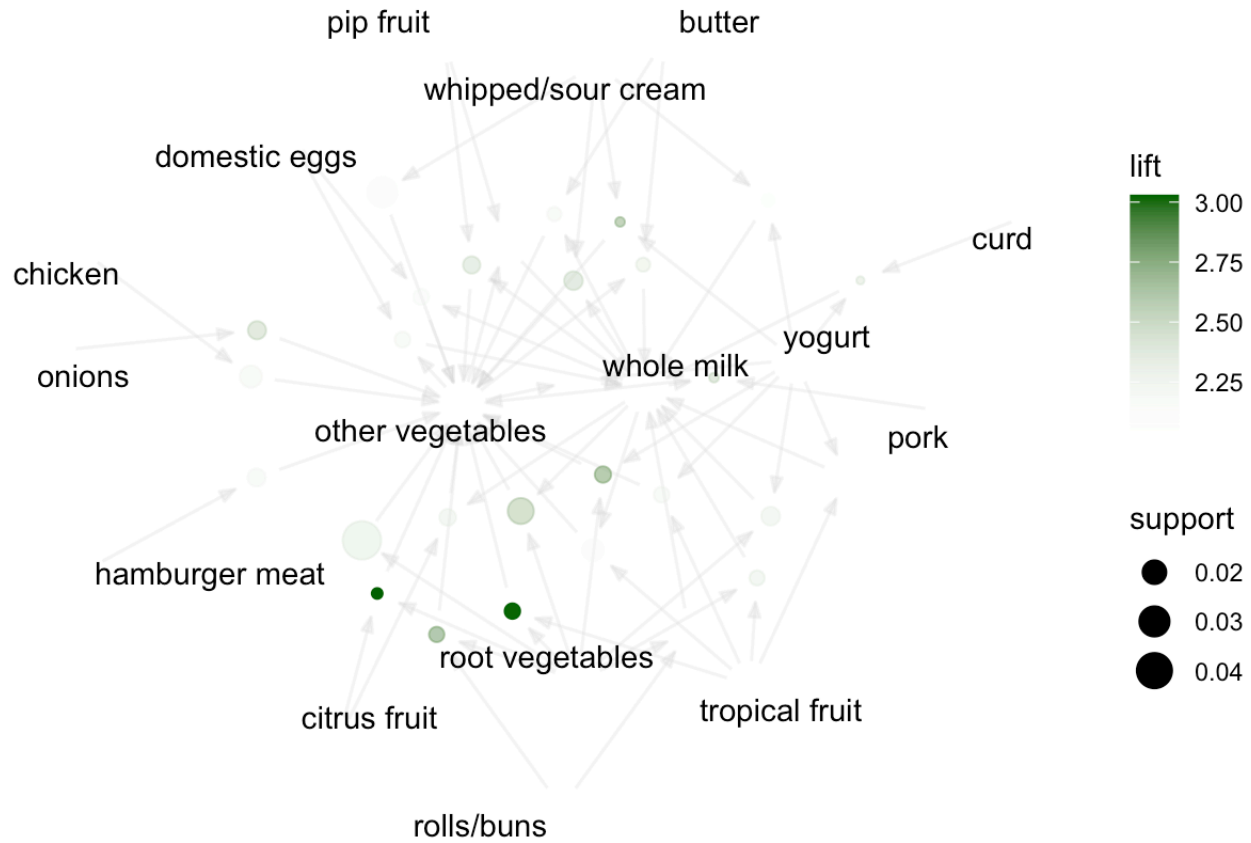 pip fruit
butter
whipped/sour cream
domestic eggs
lift
3.00
2.75
2.50
2.25
curd
chicken
yogurt
onions
whole milk
other vegetables
pork
support
0.02
0.03
0.04
hamburger meat
root vegetables
citrus fruit
tropical fruit
rolls/buns